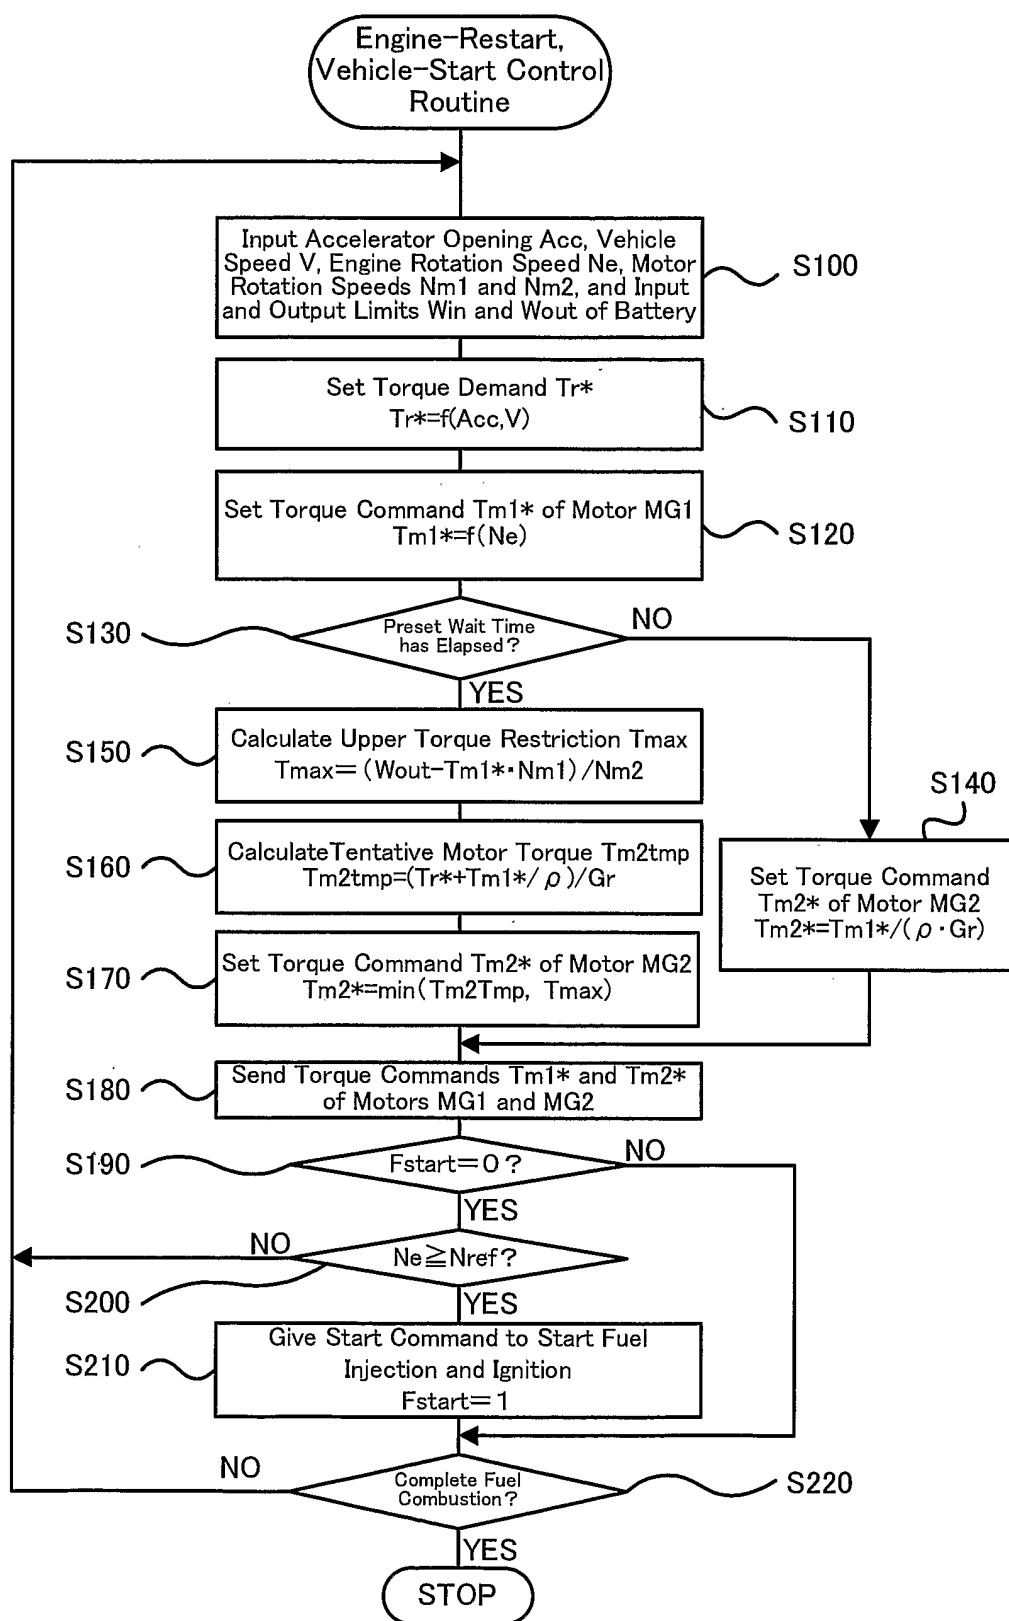 Engine-Restart,
Vehicle-Start Control
Routine
Input Accelerator Opening Acc, Vehicle
Speed V, Engine Rotation Speed Ne, Motor
Rotation Speeds Nm1 and Nm2, and Input
and Output Limits Win and Wout of Battery
S100
Set Torque Demand Tr*
Tr*=f(Acc,V)
S110
Set Torque Command Tm1* of Motor MG1
Tm1*=f(Ne)
S120
S130
Preset Wait Time
has Elapsed?
NO
YES
S150
Calculate Upper Torque Restriction Tmax
Tmax=(Wout-Tm1*·Nm1)/Nm2
S140
S160
CalculateTentative Motor Torque Tm2tmp
Tm2tmp=(Tr*+Tm1*/ρ)/Gr
Set Torque Command
Tm2* of Motor MG2
Tm2*=Tm1*/(ρ·Gr)
S170
Set Torque Command Tm2* of Motor MG2
Tm2*=min(Tm2Tmp, Tmax)
S180
Send Torque Commands Tm1* and Tm2*
of Motors MG1 and MG2
S190
Fstart=0?
NO
YES
NO
Ne≧Nref?
S200
YES
S210
Give Start Command to Start Fuel
Injection and Ignition
Fstart=1
NO
Complete Fuel
Combustion?
S220
YES
STOP